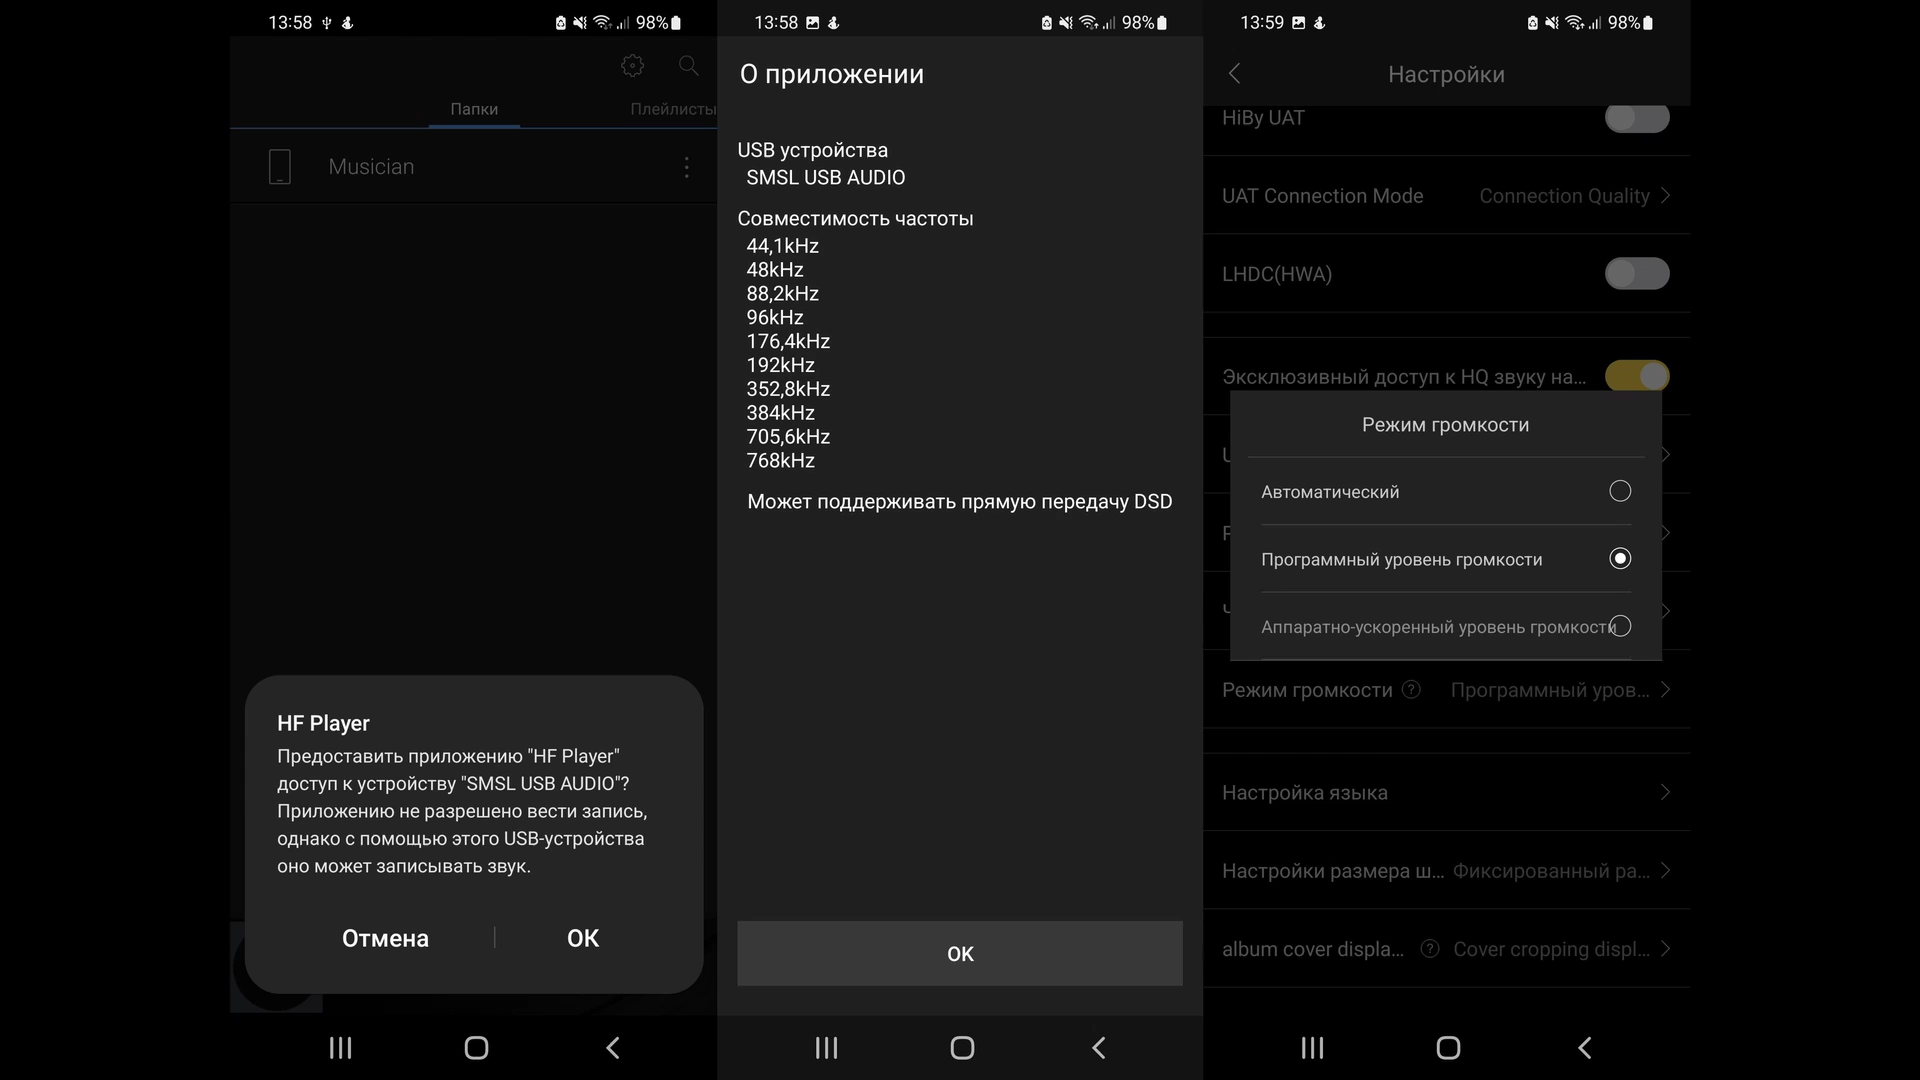 13:58
98%
Папки
Плейлисты
Musician
HF Player
Предоставить приложению "HF Player"
доступ к устройству "SMSL USB AUDIO"?
Приложению не разрешено вести запись,
однако с помощью этого USB-устройства
оно может записывать звук.
Отмена
ОК
13:58
98%
О приложении
USB устройства
SMSL USB AUDIO
Совместимость частоты
44,1kHz
48kHz
88,2kHz
96kHz
176,4kHz
192kHz
352,8kHz
384kHz
705,6kHz
768kHz
Может поддерживать прямую передачу DSD
OK
13:59
98%
Настройки
HiBy UAT
UAT Connection Mode
Connection Quality
LHDC(HWA)
Эксклюзивный доступ к HQ звуку на...
Режим громкости
Автоматический
Программный уровень громкости
Аппаратно-ускоренный уровень громкости
Режим громкости ?
Программный уров...
Настройка языка
Настройки размера ш...
Фиксированный ра...
album cover displa... ?
Cover cropping displ...